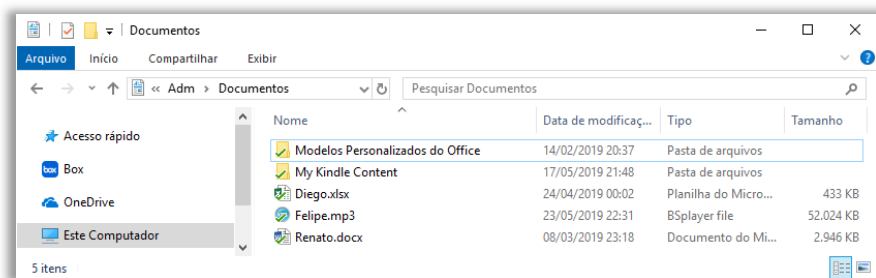 Documentos
Arquivo Início Compartilhar Exibir
« Adm › Documentos Pesquisar Documentos
Nome Data de modificaç... Tipo Tamanho
Acesso rápido
Modelos Personalizados do Office 14/02/2019 20:37 Pasta de arquivos
box Box
My Kindle Content 17/05/2019 21:48 Pasta de arquivos
Diego.xlsx 24/04/2019 00:02 Planilha do Micro... 433 KB
OneDrive
Felipe.mp3 23/05/2019 22:31 BSplayer file 52.024 KB
Este Computador
Renato.docx 08/03/2019 23:18 Documento do Mi... 2.946 KB
5 itens